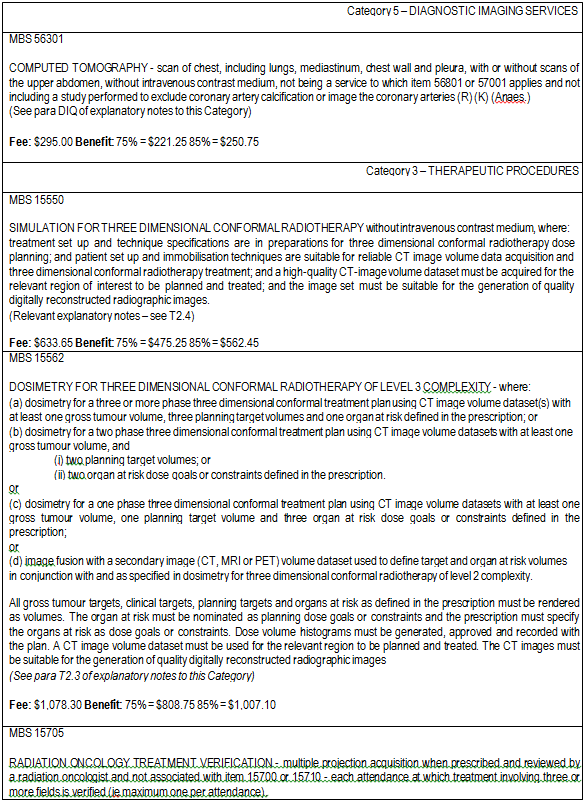 Category 5 – DIAGNOSTIC IMAGING SERVICES
MBS 56301
COMPUTED TOMOGRAPHY - scan of chest, including lungs, mediastinum, chest wall and pleura, with or without scans of
the upper abdomen, without intravenous contrast medium, not being a service to which item 56801 or 57001 applies and not
including a study performed to exclude coronary artery calcification or image the coronary arteries (R) (K) (Anaes.)
(See para DIQ of explanatory notes to this Category)
Fee: $295.00 Benefit: 75% = $221.25 85% = $250.75
Category 3 – THERAPEUTIC PROCEDURES
MBS 15550
SIMULATION FOR THREE DIMENSIONAL CONFORMAL RADIOTHERAPY without intravenous contrast medium, where:
treatment set up and technique specifications are in preparations for three dimensional conformal radiotherapy dose
planning; and patient set up and immobilisation techniques are suitable for reliable CT image volume data acquisition and
three dimensional conformal radiotherapy treatment; and a high-quality CT-image volume dataset must be acquired for the
relevant region of interest to be planned and treated; and the image set must be suitable for the generation of quality
digitally reconstructed radiographic images.
(Relevant explanatory notes – see T2.4)
Fee: $633.65 Benefit: 75% = $475.25 85% = $562.45
MBS 15562
DOSIMETRY FOR THREE DIMENSIONAL CONFORMAL RADIOTHERAPY OF LEVEL 3 COMPLEXITY - where:
(a) dosimetry for a three or more phase three dimensional conformal treatment plan using CT image volume dataset(s) with
at least one gross tumour volume, three planning target volumes and one organ at risk defined in the prescription; or
(b) dosimetry for a two phase three dimensional conformal treatment plan using CT image volume datasets with at least one
gross tumour volume, and
(i) two planning target volumes; or
(ii) two organ at risk dose goals or constraints defined in the prescription.
or
(c) dosimetry for a one phase three dimensional conformal treatment plan using CT image volume datasets with at least one
gross tumour volume, one planning target volume and three organ at risk dose goals or constraints defined in the
prescription;
or
(d) image fusion with a secondary image (CT, MRI or PET) volume dataset used to define target and organ at risk volumes
in conjunction with and as specified in dosimetry for three dimensional conformal radiotherapy of level 2 complexity.
All gross tumour targets, clinical targets, planning targets and organs at risk as defined in the prescription must be rendered
as volumes. The organ at risk must be nominated as planning dose goals or constraints and the prescription must specify
the organs at risk as dose goals or constraints. Dose volume histograms must be generated, approved and recorded with
the plan. A CT image volume dataset must be used for the relevant region to be planned and treated. The CT images must
be suitable for the generation of quality digitally reconstructed radiographic images
(See para T2.3 of explanatory notes to this Category)
Fee: $1,078.30 Benefit: 75% = $808.75 85% = $1,007.10
MBS 15705
RADIATION ONCOLOGY TREATMENT VERIFICATION - multiple projection acquisition when prescribed and reviewed by
a radiation oncologist and not associated with item 15700 or 15710 - each attendance at which treatment involving three or
more fields is verified (ie maximum one per attendance).